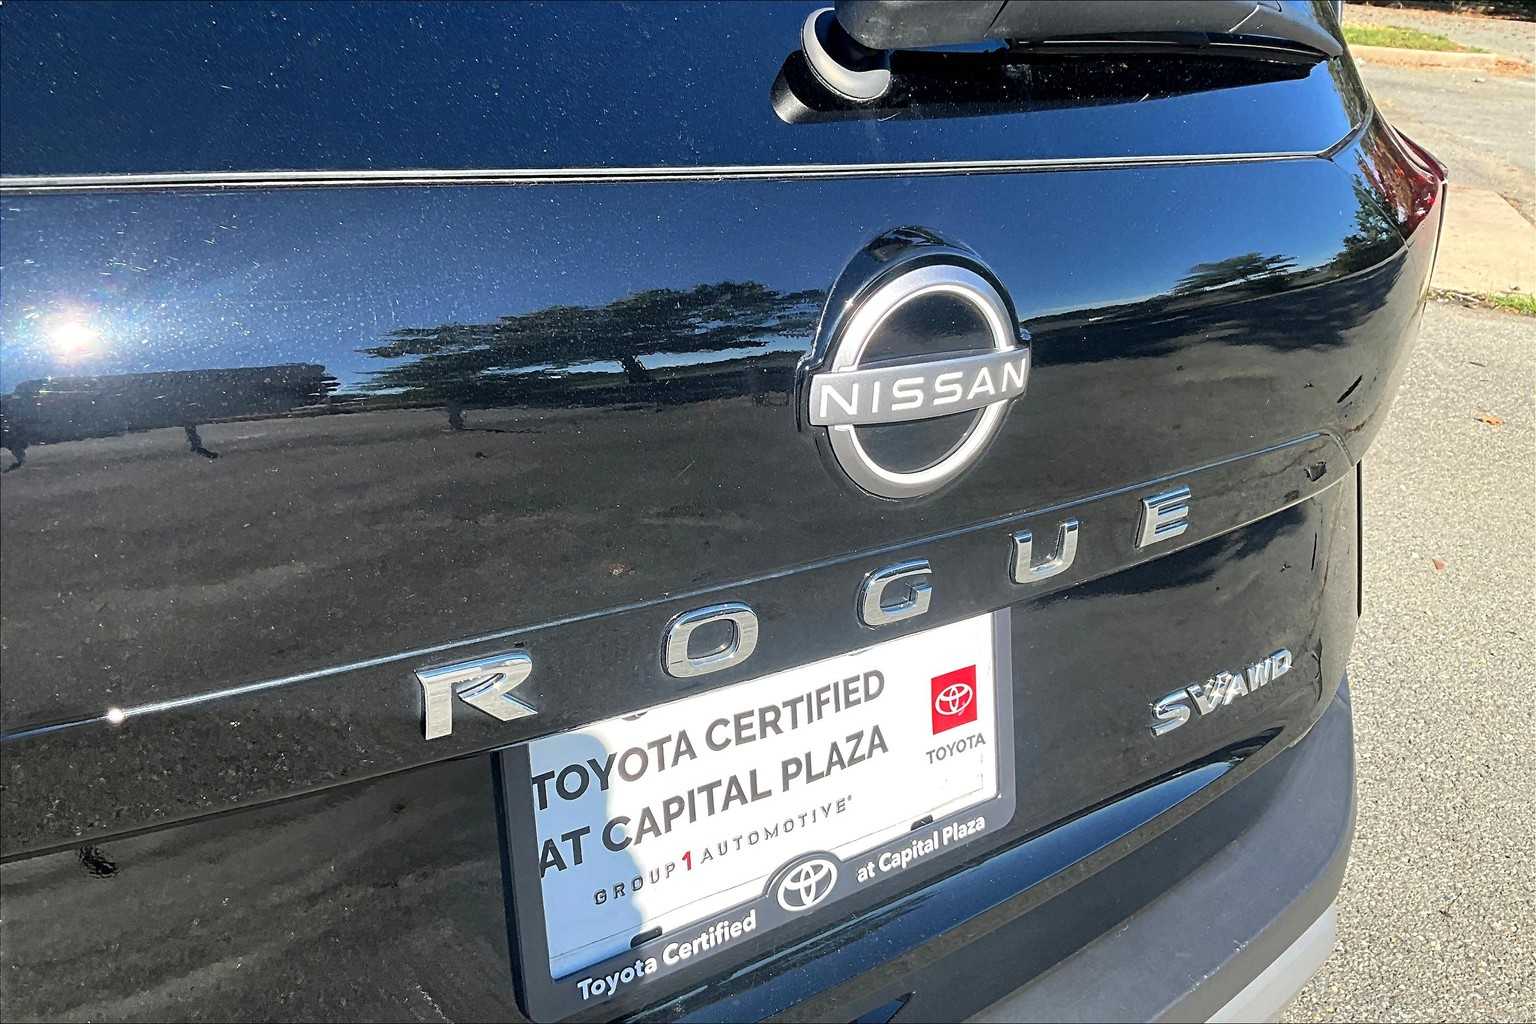 NISSAN
ROGUE
SV AWD
TOYOTA CERTIFIED
AT CAPITAL PLAZA
GROUP 1 AUTOMOTIVE®
TOYOTA
Toyota Certified at Capital Plaza